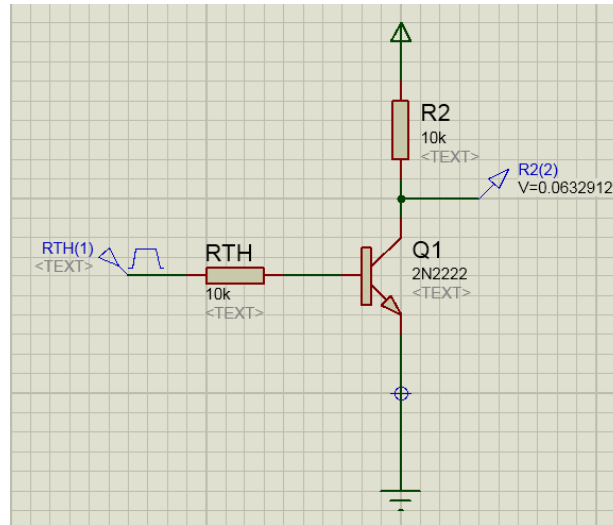 R2
10k
<TEXT>
R2(2)
V=0.0632912
RTH(1)
<TEXT>
RTH
10k
<TEXT>
Q1
2N2222
<TEXT>